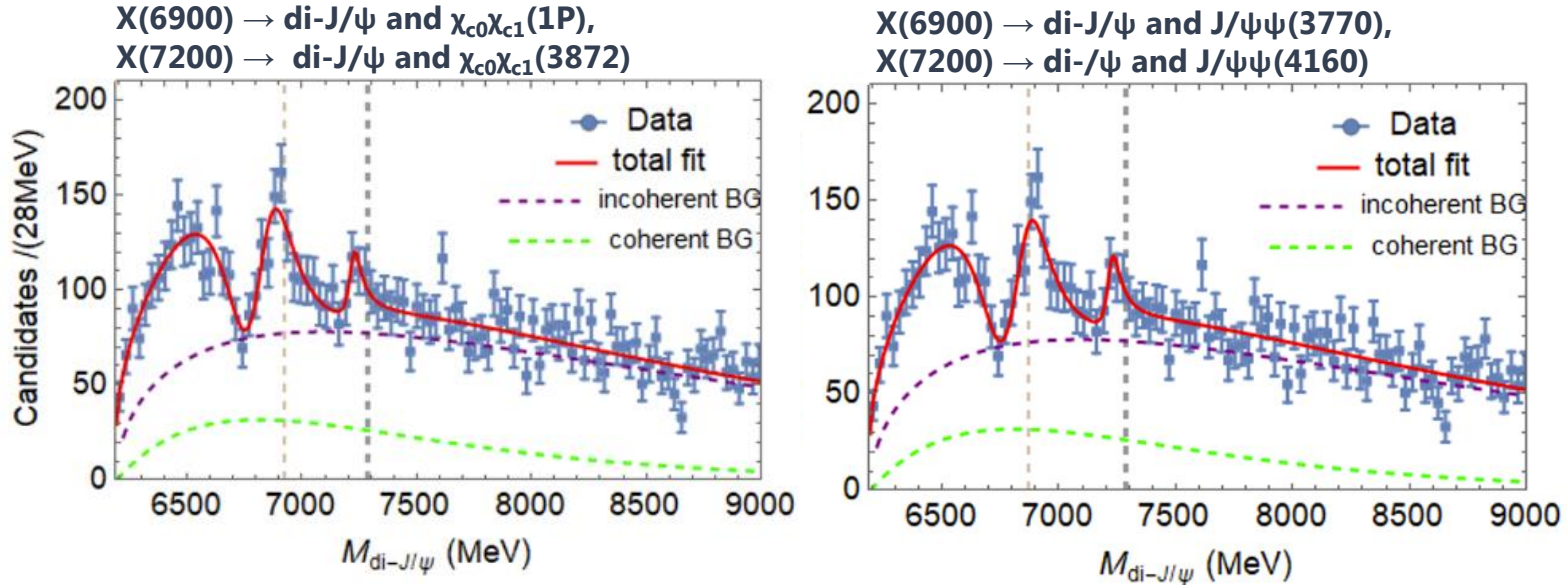 X(6900) → di-J/ψ and χc0χc1(1P),
X(7200) → di-J/ψ and χc0χc1(3872)
200
150
100
50
0
Candidates /(28MeV)
Data
total fit
incoherent BG
coherent BG
6500 7000 7500 8000 8500 9000
Mdi-J/ψ (MeV)
X(6900) → di-J/ψ and J/ψψ(3770),
X(7200) → di-/ψ and J/ψψ(4160)
200
150
100
50
0
Data
total fit
incoherent BG
coherent BG
6500 7000 7500 8000 8500 9000
Mdi-J/ψ (MeV)